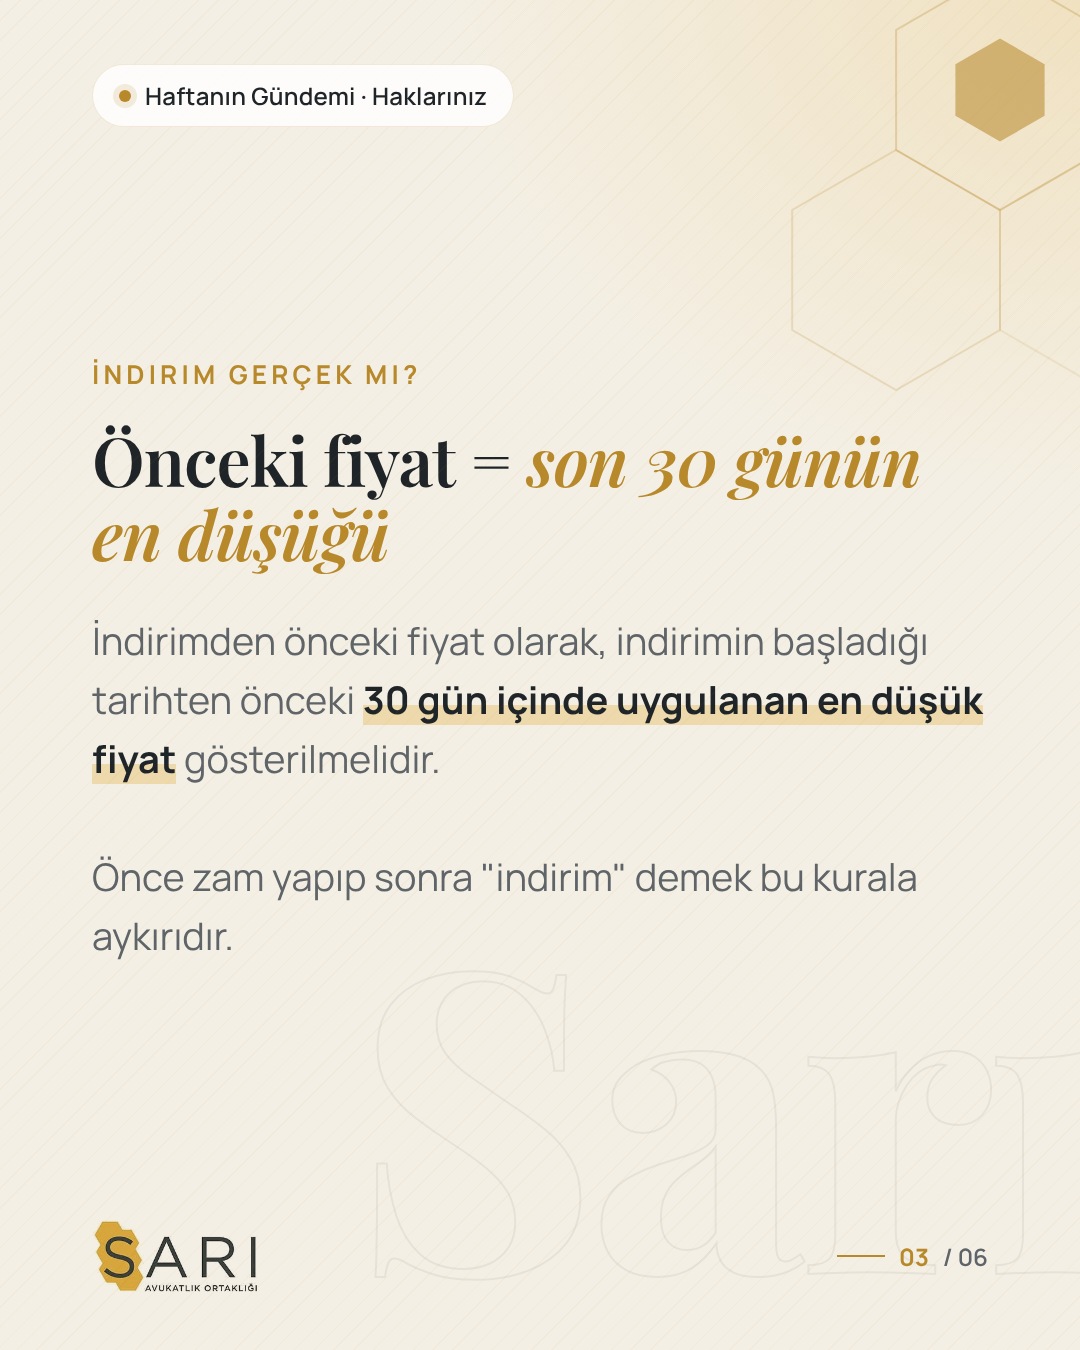 Haftanın Gündemi · Haklarınız
İNDIRIM GERÇEK MI?
Önceki fiyat = son 30 günün
en düşüğü
İndirimden önceki fiyat olarak, indirimin başladığı
tarihten önceki 30 gün içinde uygulanan en düşük
fiyat gösterilmelidir.
Önce zam yapıp sonra "indirim" demek bu kurala
aykırıdır.
Sarı
SARI
AVUKATLIK ORTAKLIĞI
03 / 06